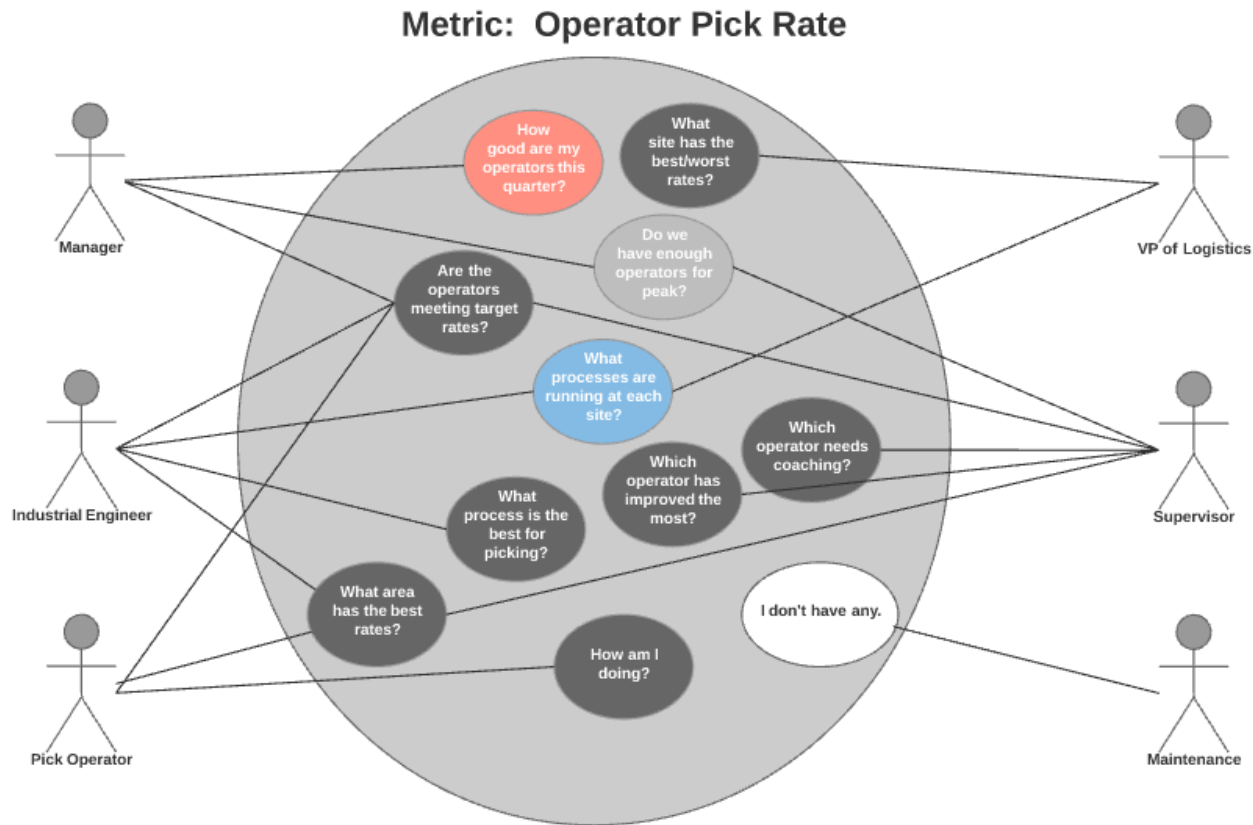 Metric:  Operator Pick Rate
How
good are my
operators this
quarter?
What
site has the
best/worst
rates?
Manager
VP of Logistics
Do we
have enough
operators for
peak?
Are the
operators
meeting target
rates?
What
processes are
running at each
site?
Which
operator needs
coaching?
Which
operator has
improved the
most?
Industrial Engineer
Supervisor
What
process is the
best for
picking?
What area
has the best
rates?
I don't have any.
How am I
doing?
Pick Operator
Maintenance